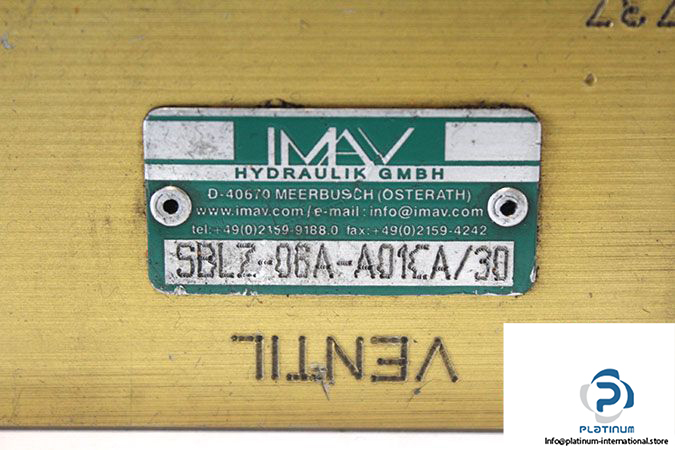 737
IMAV
HYDRAULIK GMBH
D-40670 MEERBUSCH (OSTERATH)
www.imav.com/e-mail: info@imav.com
tel:+49(0)2159-9188.0 fax:+49(0)2159-4242
SBLZ-06A-A01CA/30
VENTIL
PLATINUM
Info@platinum-international.store